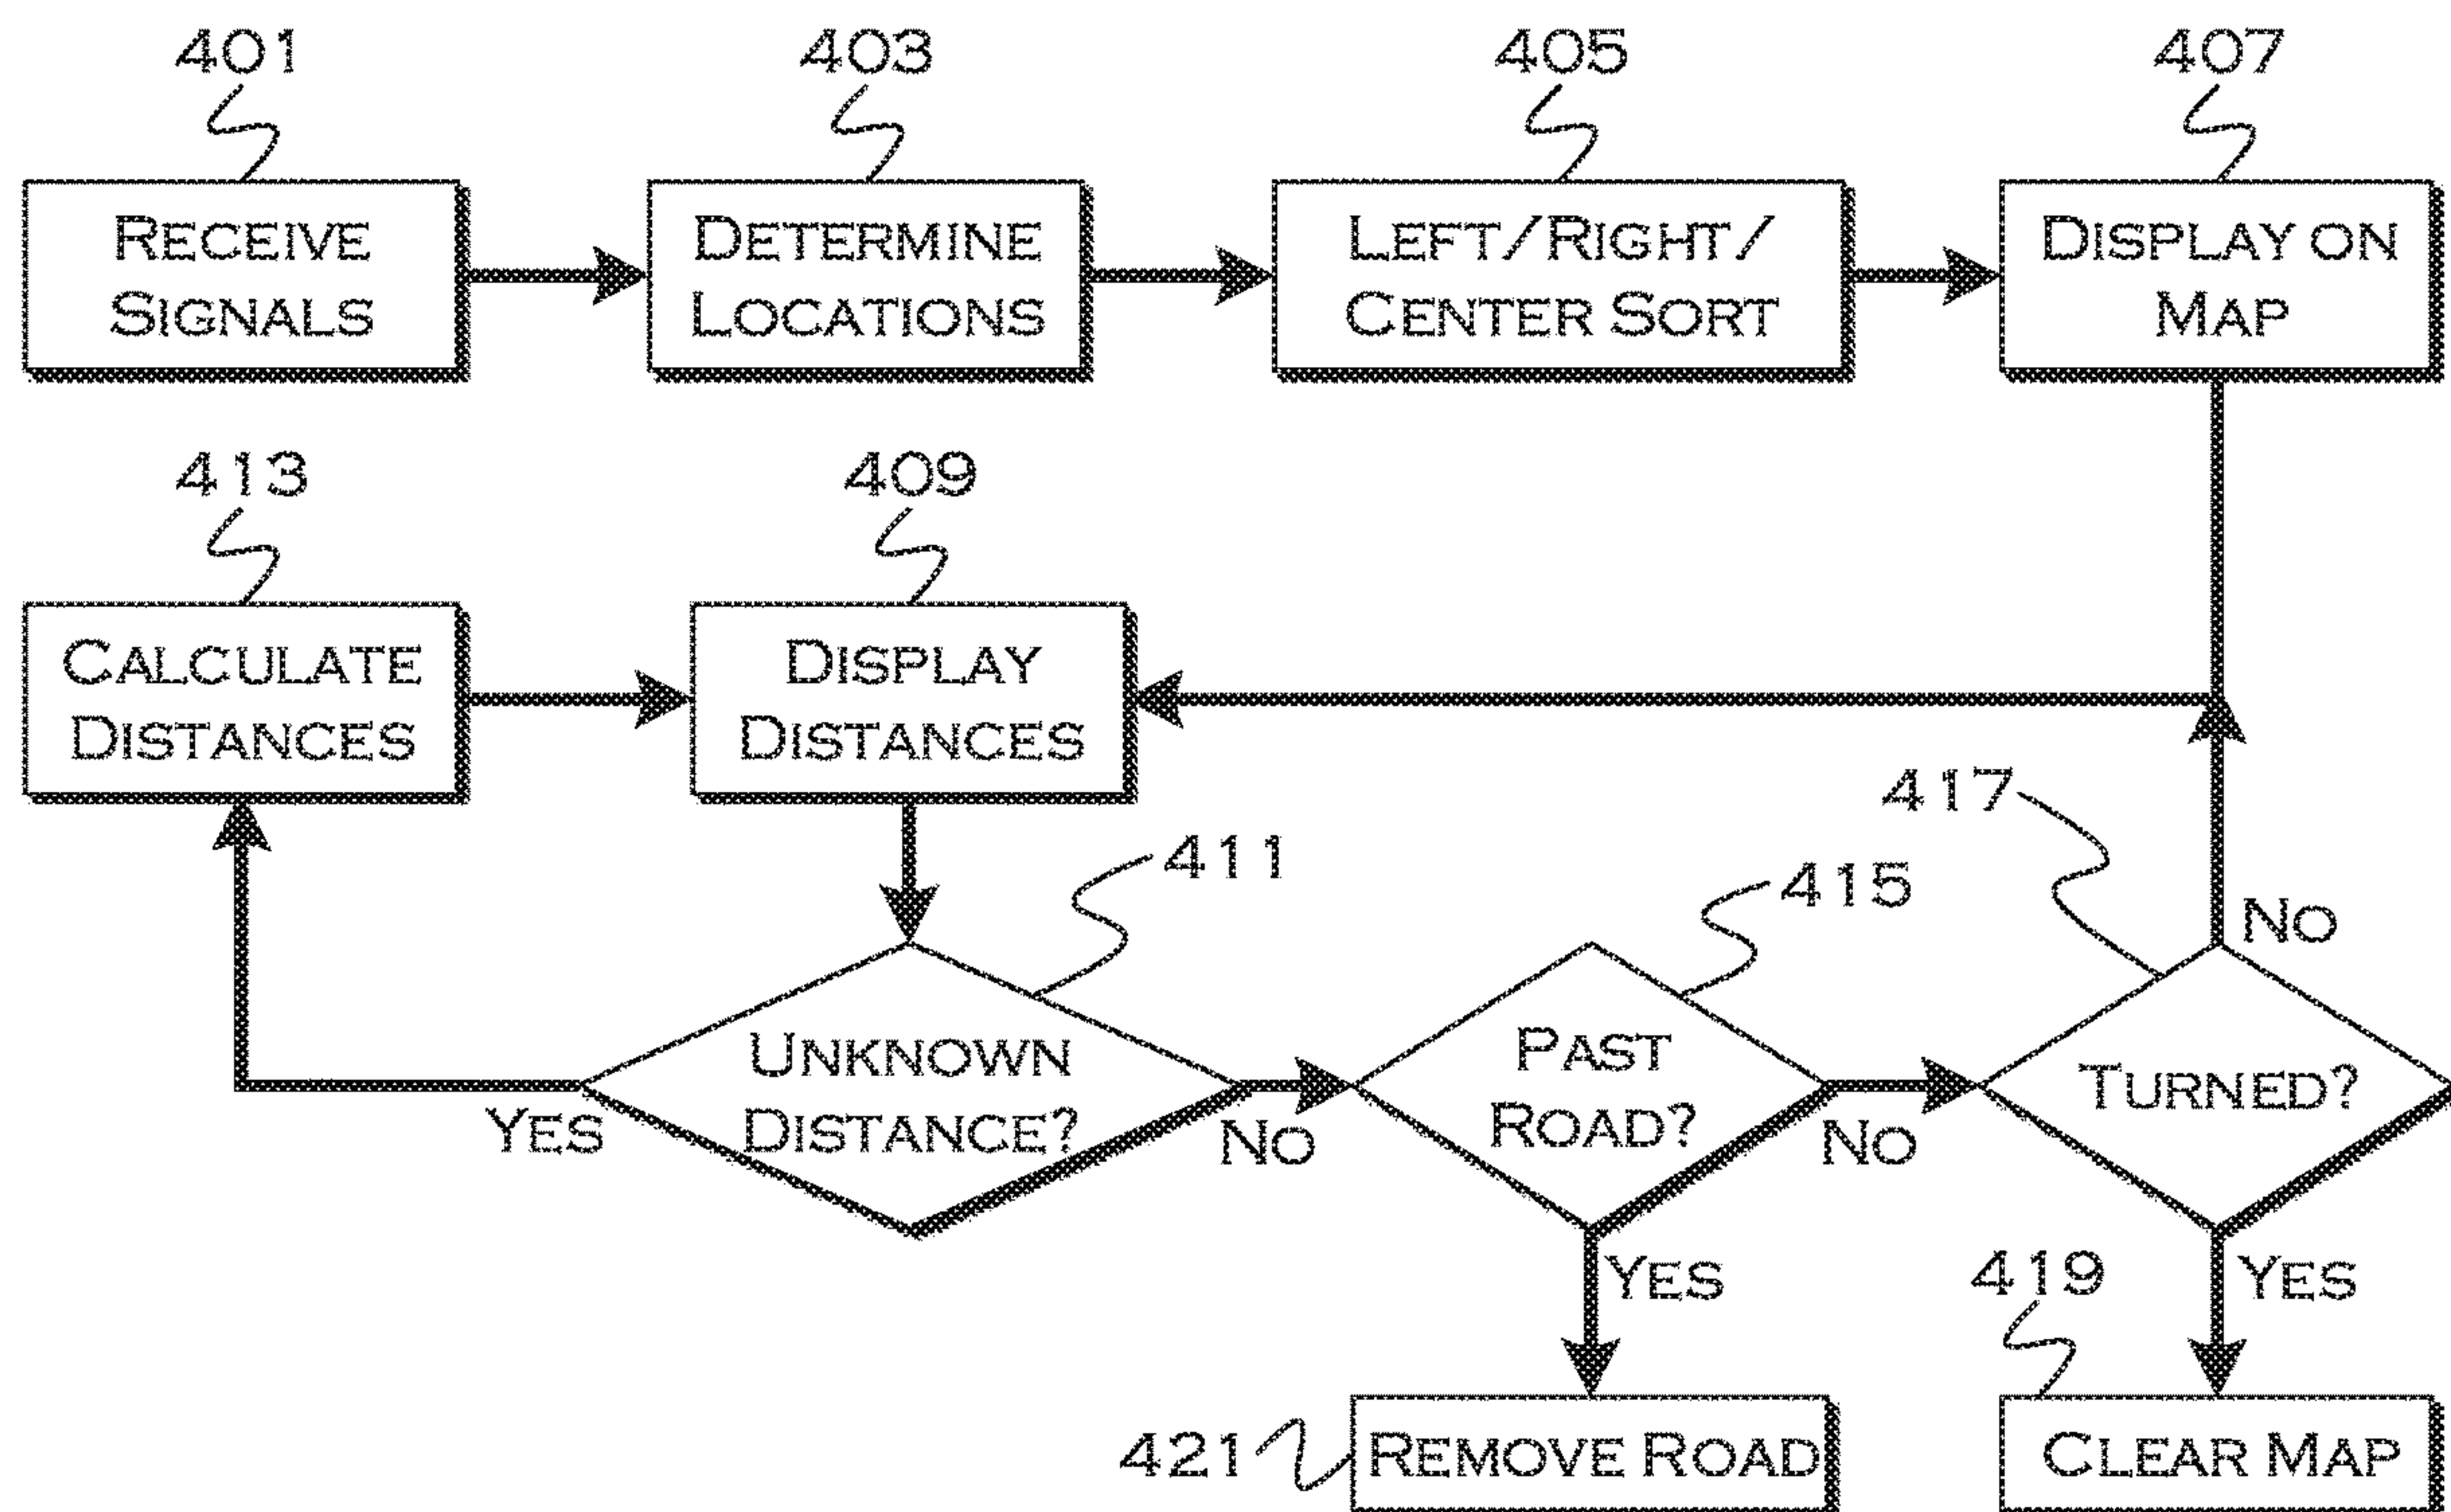 401
403
405
407
RECEIVE
SIGNALS
DETERMINE
LOCATIONS
LEFT/RIGHT/
CENTER SORT
DISPLAY ON
MAP
413
409
CALCULATE
DISTANCES
DISPLAY
DISTANCES
417
411
415
NO
UNKNOWN
DISTANCE?
YES
NO
PAST
ROAD?
NO
TURNED?
YES
419
YES
421
REMOVE ROAD
CLEAR MAP